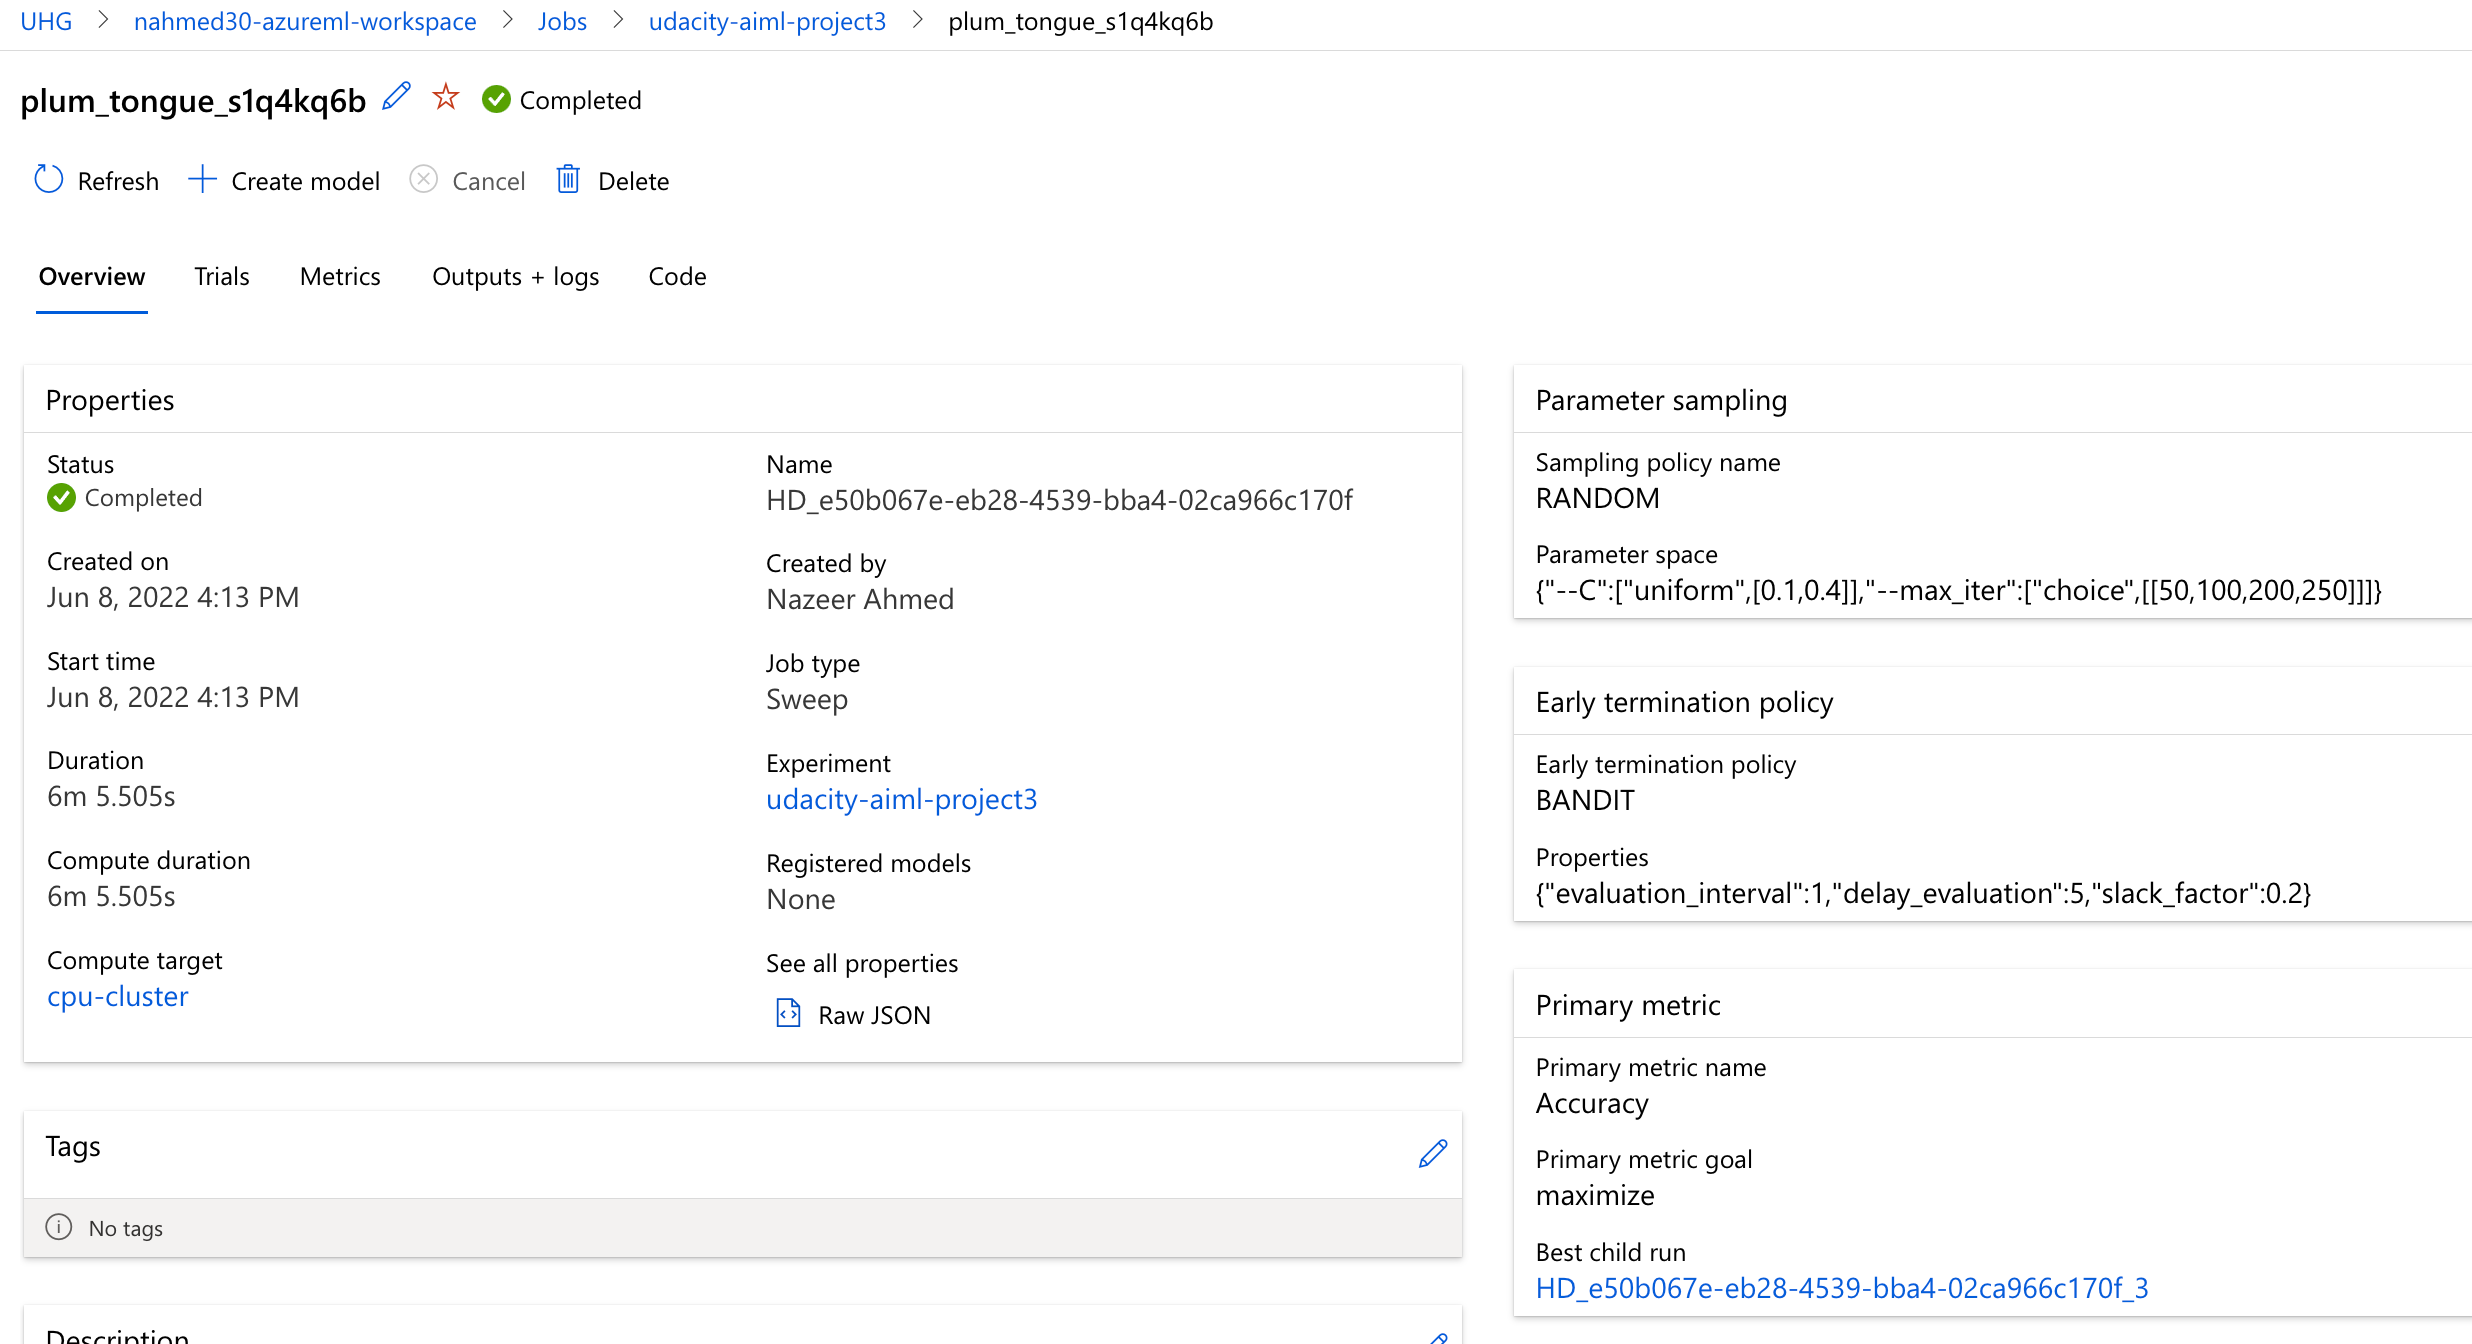 UHG > nahmed30-azureml-workspace > Jobs > udacity-aiml-project3 > plum_tongue_s1q4kq6b
plum_tongue_s1q4kq6b Completed
Refresh Create model Cancel Delete
Overview Trials Metrics Outputs + logs Code
Properties
Status
Completed
Created on
Jun 8, 2022 4:13 PM
Start time
Jun 8, 2022 4:13 PM
Duration
6m 5.505s
Compute duration
6m 5.505s
Compute target
cpu-cluster
Name
HD_e50b067e-eb28-4539-bba4-02ca966c170f
Created by
Nazeer Ahmed
Job type
Sweep
Experiment
udacity-aiml-project3
Registered models
None
See all properties
Raw JSON
Tags
No tags
Description
Parameter sampling
Sampling policy name
RANDOM
Parameter space
{"--C":["uniform",[0.1,0.4]],"--max_iter":["choice",[[50,100,200,250]]]}
Early termination policy
Early termination policy
BANDIT
Properties
{"evaluation_interval":1,"delay_evaluation":5,"slack_factor":0.2}
Primary metric
Primary metric name
Accuracy
Primary metric goal
maximize
Best child run
HD_e50b067e-eb28-4539-bba4-02ca966c170f_3